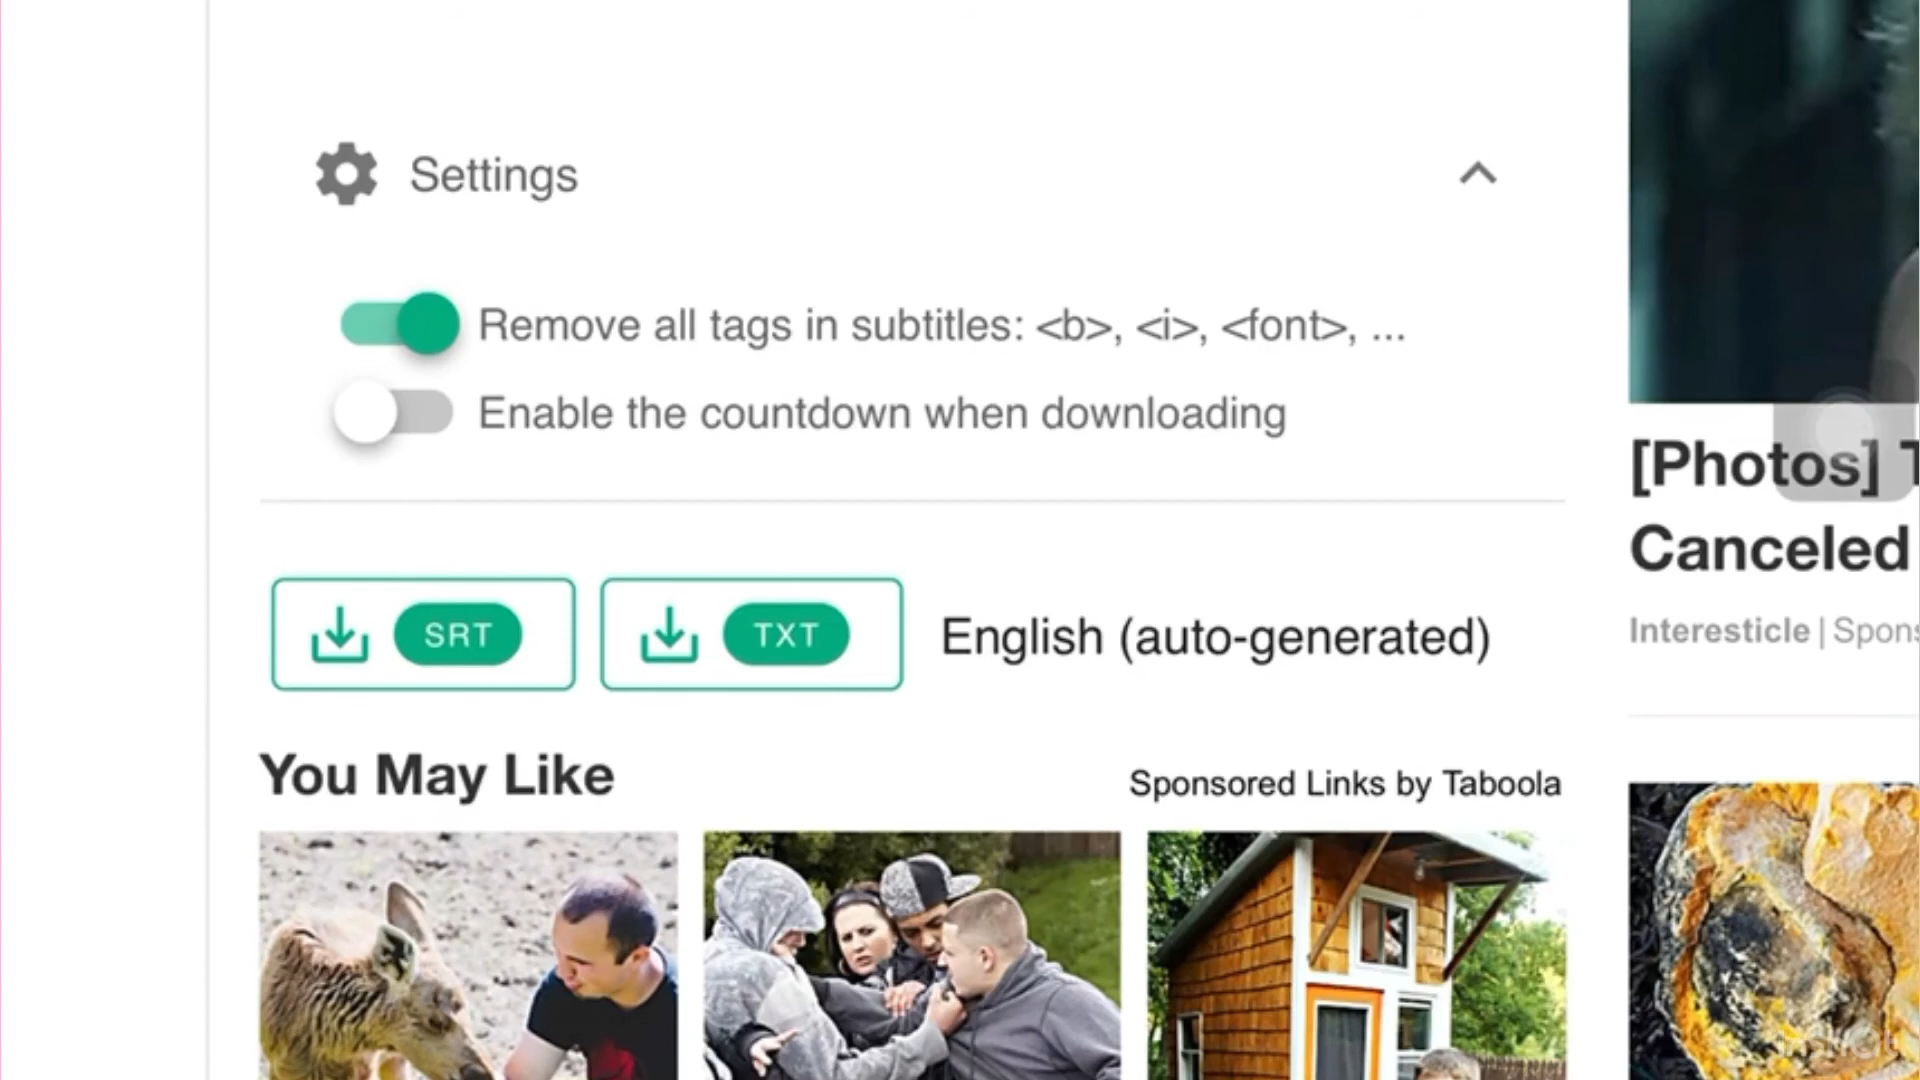 Settings
Remove all tags in subtitles: <b>, <i>, <font>, ...
Enable the countdown when downloading
SRT TXT English (auto-generated)
You May Like
Sponsored Links by Taboola
[Photos]
Canceled
Interesticle | Spons